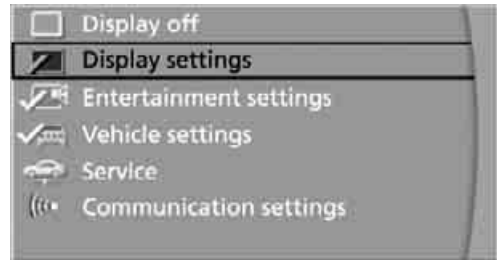 Display off
Display settings
Entertainment settings
Vehicle settings
Service
Communication settings